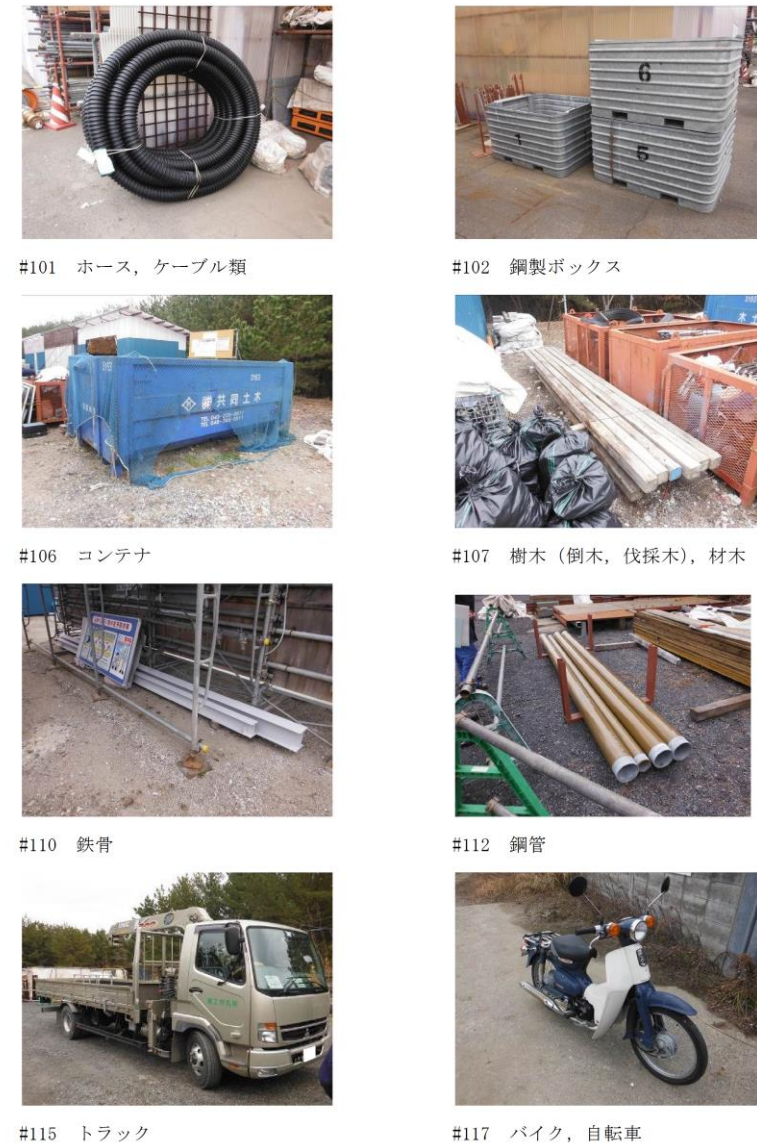 6
1
5
#101 ホース，ケーブル類
#102 鋼製ボックス
㈱共同土木
#106 コンテナ
#107 樹木（倒木，伐採木），材木
#110 鉄骨
#112 鋼管
#115 トラック
#117 バイク，自転車